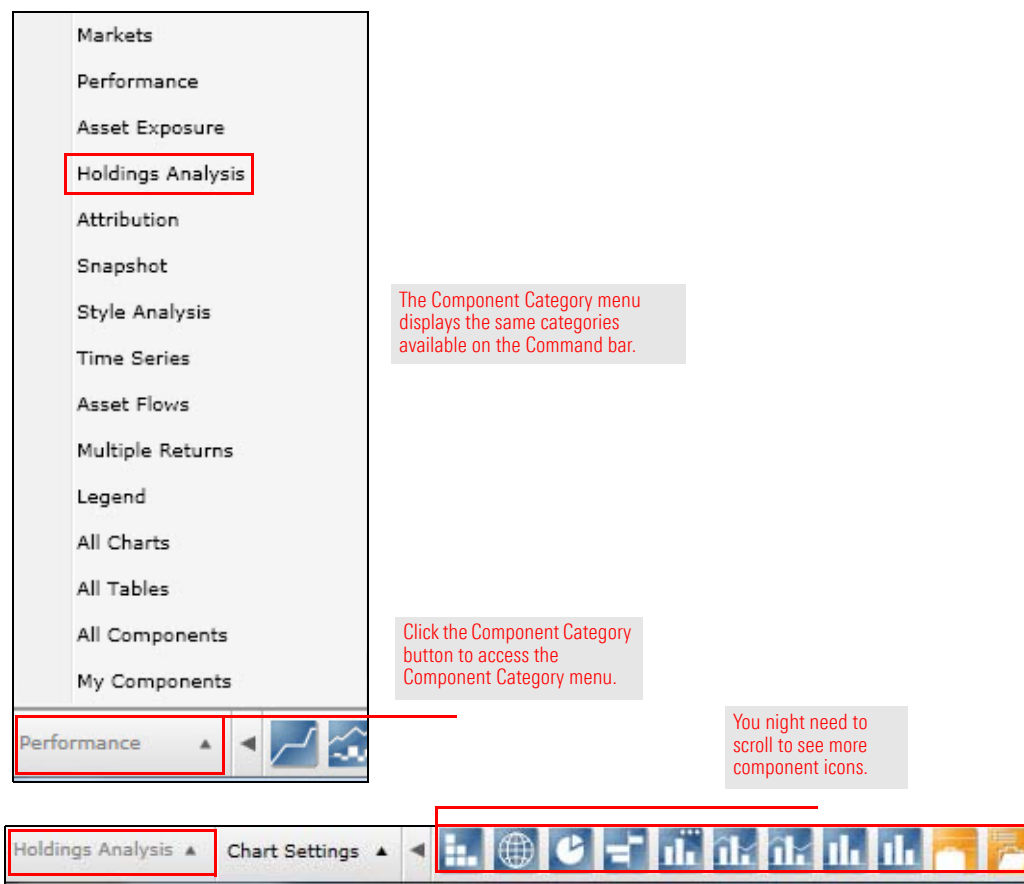 Markets
Performance
Asset Exposure
Holdings Analysis
Attribution
Snapshot
Style Analysis
Time Series
Asset Flows
Multiple Returns
Legend
All Charts
All Tables
All Components
My Components
The Component Category menu
displays the same categories
available on the Command bar.
Click the Component Category
button to access the
Component Category menu.
Performance
You night need to
scroll to see more
component icons.
Holdings Analysis
Chart Settings